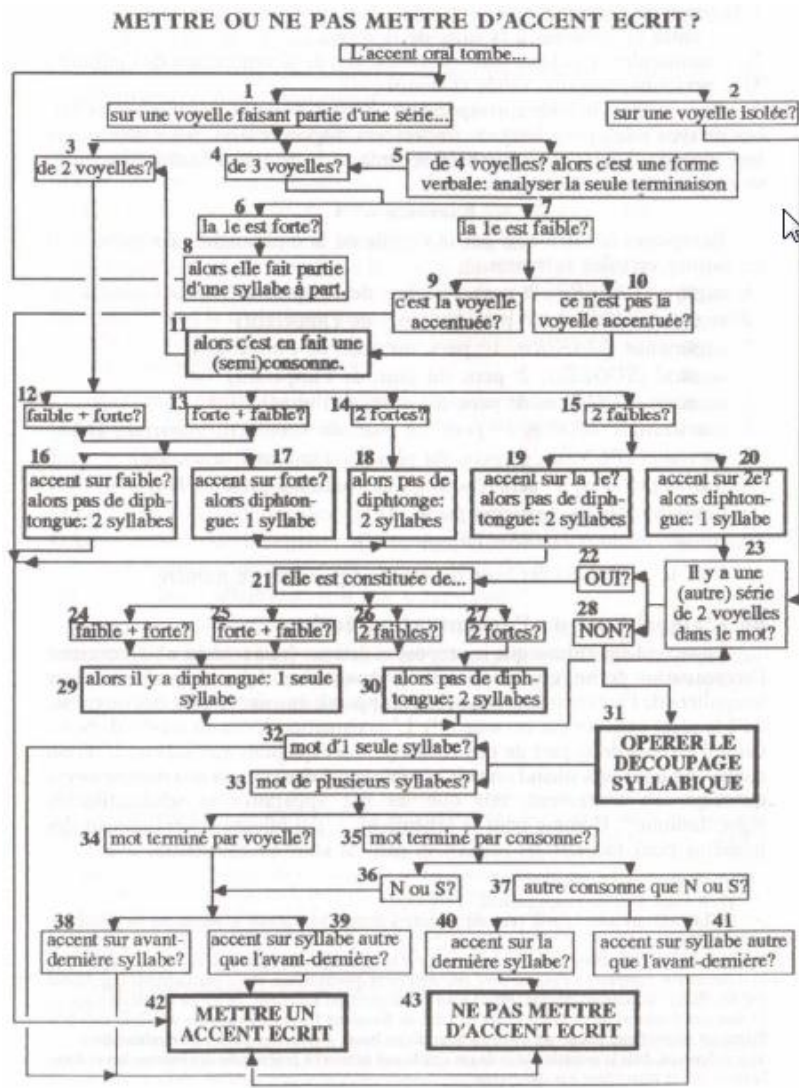 METTRE OU NE PAS METTRE D'ACCENT ECRIT?
L'accent oral tombe...
1
sur une voyelle faisant partie d'une série...
2
sur une voyelle isolée?
3
de 2 voyelles?
4
de 3 voyelles?
5
de 4 voyelles? alors c'est une forme
verbale: analyser la seule terminaison
6
la 1e est forte?
7
la 1e est faible?
8
alors elle fait partie
d'une syllabe à part.
9
c'est la voyelle
accentuée?
10
ce n'est pas la
voyelle accentuée?
11
alors c'est en fait une
(semi)consonne.
12
faible + forte?
13
forte + faible?
14
2 fortes?
15
2 faibles?
16
accent sur faible?
alors pas de diph-
tongue: 2 syllabes
17
accent sur forte?
alors diphton-
gue: 1 syllabe
18
alors pas de
diphtonge:
2 syllabes
19
accent sur la 1e?
alors pas de diph-
tongue: 2 syllabes
20
accent sur 2e?
alors diphton-
gue: 1 syllabe
21
elle est constituée de...
22
OUI?
23
Il y a une
(autre) série
de 2 voyelles
dans le mot?
24
faible + forte?
25
forte + faible?
26
2 faibles?
27
2 fortes?
28
NON?
29
alors il y a diphtongue: 1 seule
syllabe
30
alors pas de diph-
tongue: 2 syllabes
31
OPERER LE
DECOUPAGE
SYLLABIQUE
32
mot d'1 seule syllabe?
33
mot de plusieurs syllabes?
34
mot terminé par voyelle?
35
mot terminé par consonne?
36
N ou S?
37
autre consonne que N ou S?
38
accent sur avant-
dernière syllabe?
39
accent sur syllabe autre
que l'avant-dernière?
40
accent sur la
dernière syllabe?
41
accent sur syllabe autre
que l'avant-dernière?
42
METTRE UN
ACCENT ECRIT
43
NE PAS METTRE
D'ACCENT ECRIT